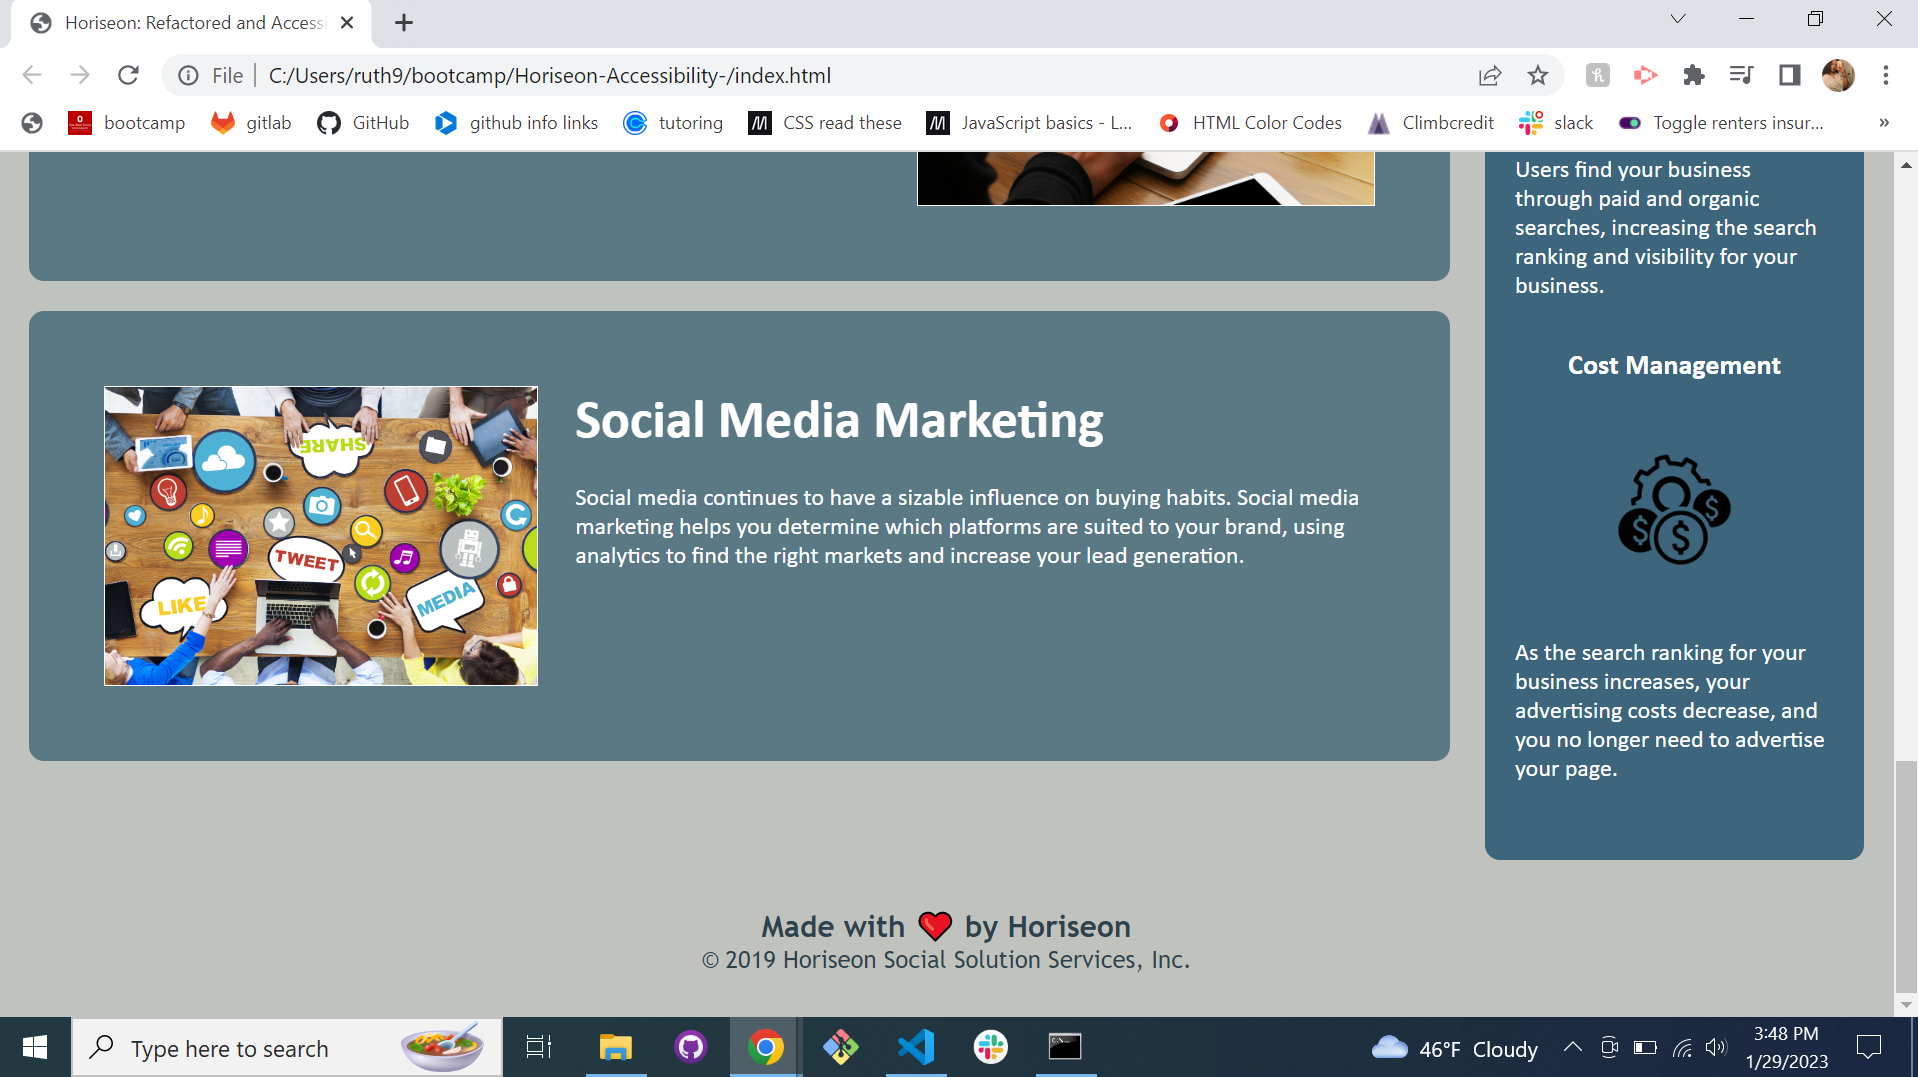 Horiseon: Refactored and Accessi
File C:/Users/ruth9/bootcamp/Horiseon-Accessibility-/index.html
bootcamp gitlab GitHub github info links tutoring CSS read these JavaScript basics - L... HTML Color Codes Climbcredit slack Toggle renters insur... »
Users find your business
through paid and organic
searches, increasing the search
ranking and visibility for your
business.
Cost Management
As the search ranking for your
business increases, your
advertising costs decrease, and
you no longer need to advertise
your page.
SHARE
TWEET
LIKE
MEDIA
Social Media Marketing
Social media continues to have a sizable influence on buying habits. Social media
marketing helps you determine which platforms are suited to your brand, using
analytics to find the right markets and increase your lead generation.
Made with ❤️ by Horiseon
© 2019 Horiseon Social Solution Services, Inc.
Type here to search
46°F Cloudy
3:48 PM
1/29/2023